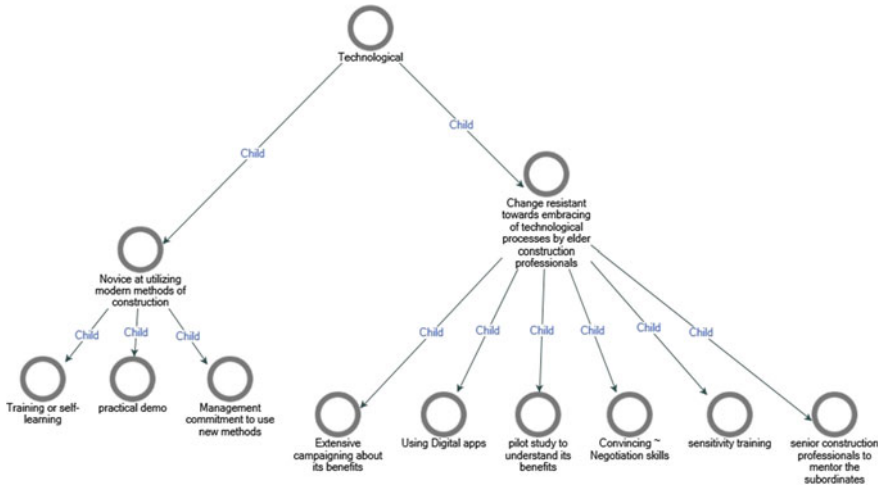 Technological
Child
Child
Change resistant
towards embracing
of technological
processes by elder
construction
professionals
Novice at utilizing
modern methods of
construction
Child
Child
Child
Child
Child
Child
Child
Child
Child
Training or self-
learning
practical demo
Management
commitment to use
new methods
Extensive
campaigning about
its benefits
Using Digital apps
pilot study to
understand its
benefits
Convincing ~
Negotiation skills
sensitivity training
senior construction
professionals to
mentor the
subordinates